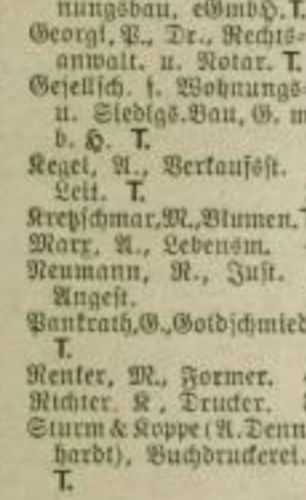 nungsbau, eGmbH. T.
Georgi, P., Dr., Rechts=
anwalt. u. Notar. T.
Gesellsch. f. Wohnungs=
u. Siedlgs.Bau, G. m
b. H. T.
Kegel, A., Verkaufsst.
Leit. T.
Kretzschmar, M., Blumen. T
Marx, A., Lebensm.
Neumann, R., Just.
Angest.
Pankrath, G., Goldschmied
T.
Renker, M., Former.
Richter. K, Drucker.
Sturm & Koppe (A. Denn
hardt), Buchdruckerei.
T.